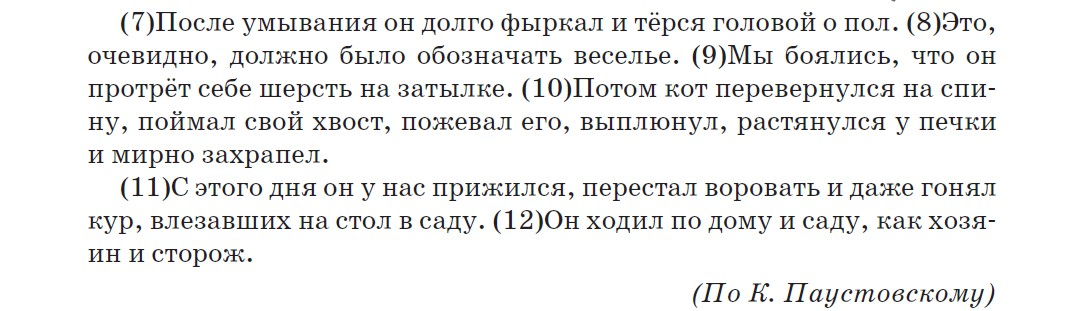 (7)После умывания он долго фыркал и тёрся головой о пол. (8)Это,
очевидно, должно было обозначать веселье. (9)Мы боялись, что он
протрёт себе шерсть на затылке. (10)Потом кот перевернулся на спи-
ну, поймал свой хвост, пожевал его, выплюнул, растянулся у печки
и мирно захрапел.
(11)С этого дня он у нас прижился, перестал воровать и даже гонял
кур, влезавших на стол в саду. (12)Он ходил по дому и саду, как хозя-
ин и сторож.
(По К. Паустовскому)